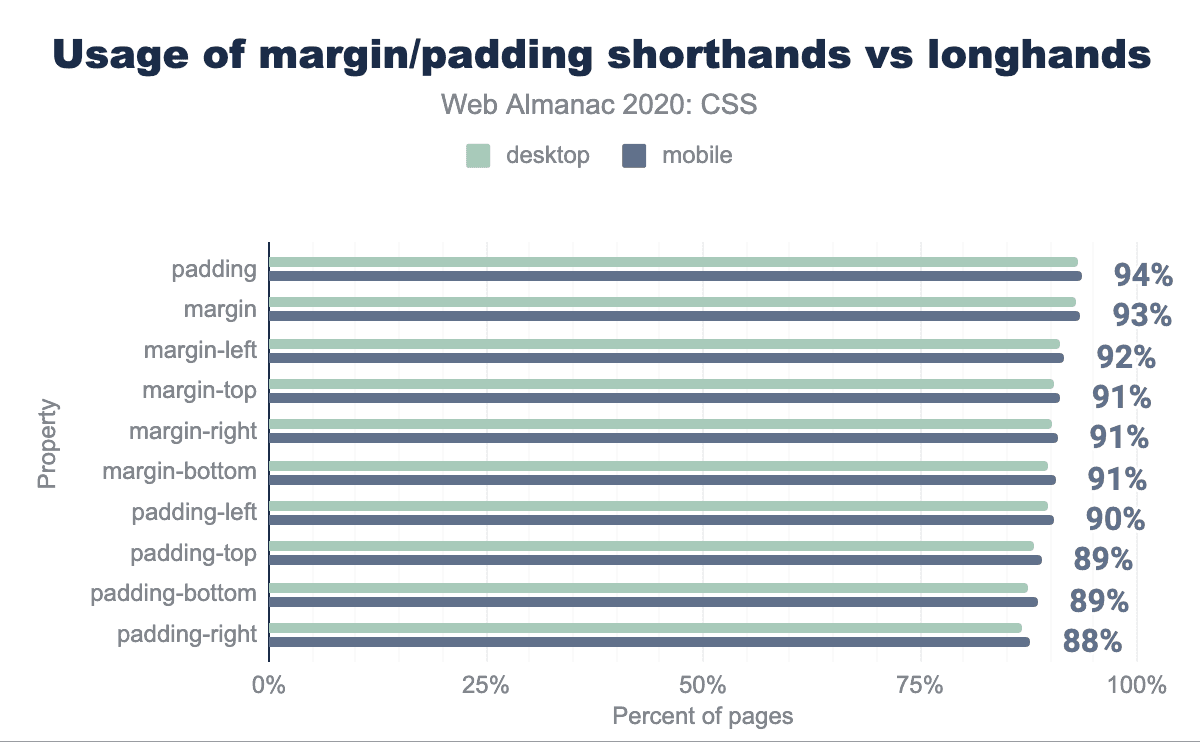 Usage of margin/padding shorthands vs longhands
Web Almanac 2020: CSS
desktop mobile
Property
padding 94%
margin 93%
margin-left 92%
margin-top 91%
margin-right 91%
margin-bottom 91%
padding-left 90%
padding-top 89%
padding-bottom 89%
padding-right 88%
0% 25% 50% 75% 100%
Percent of pages